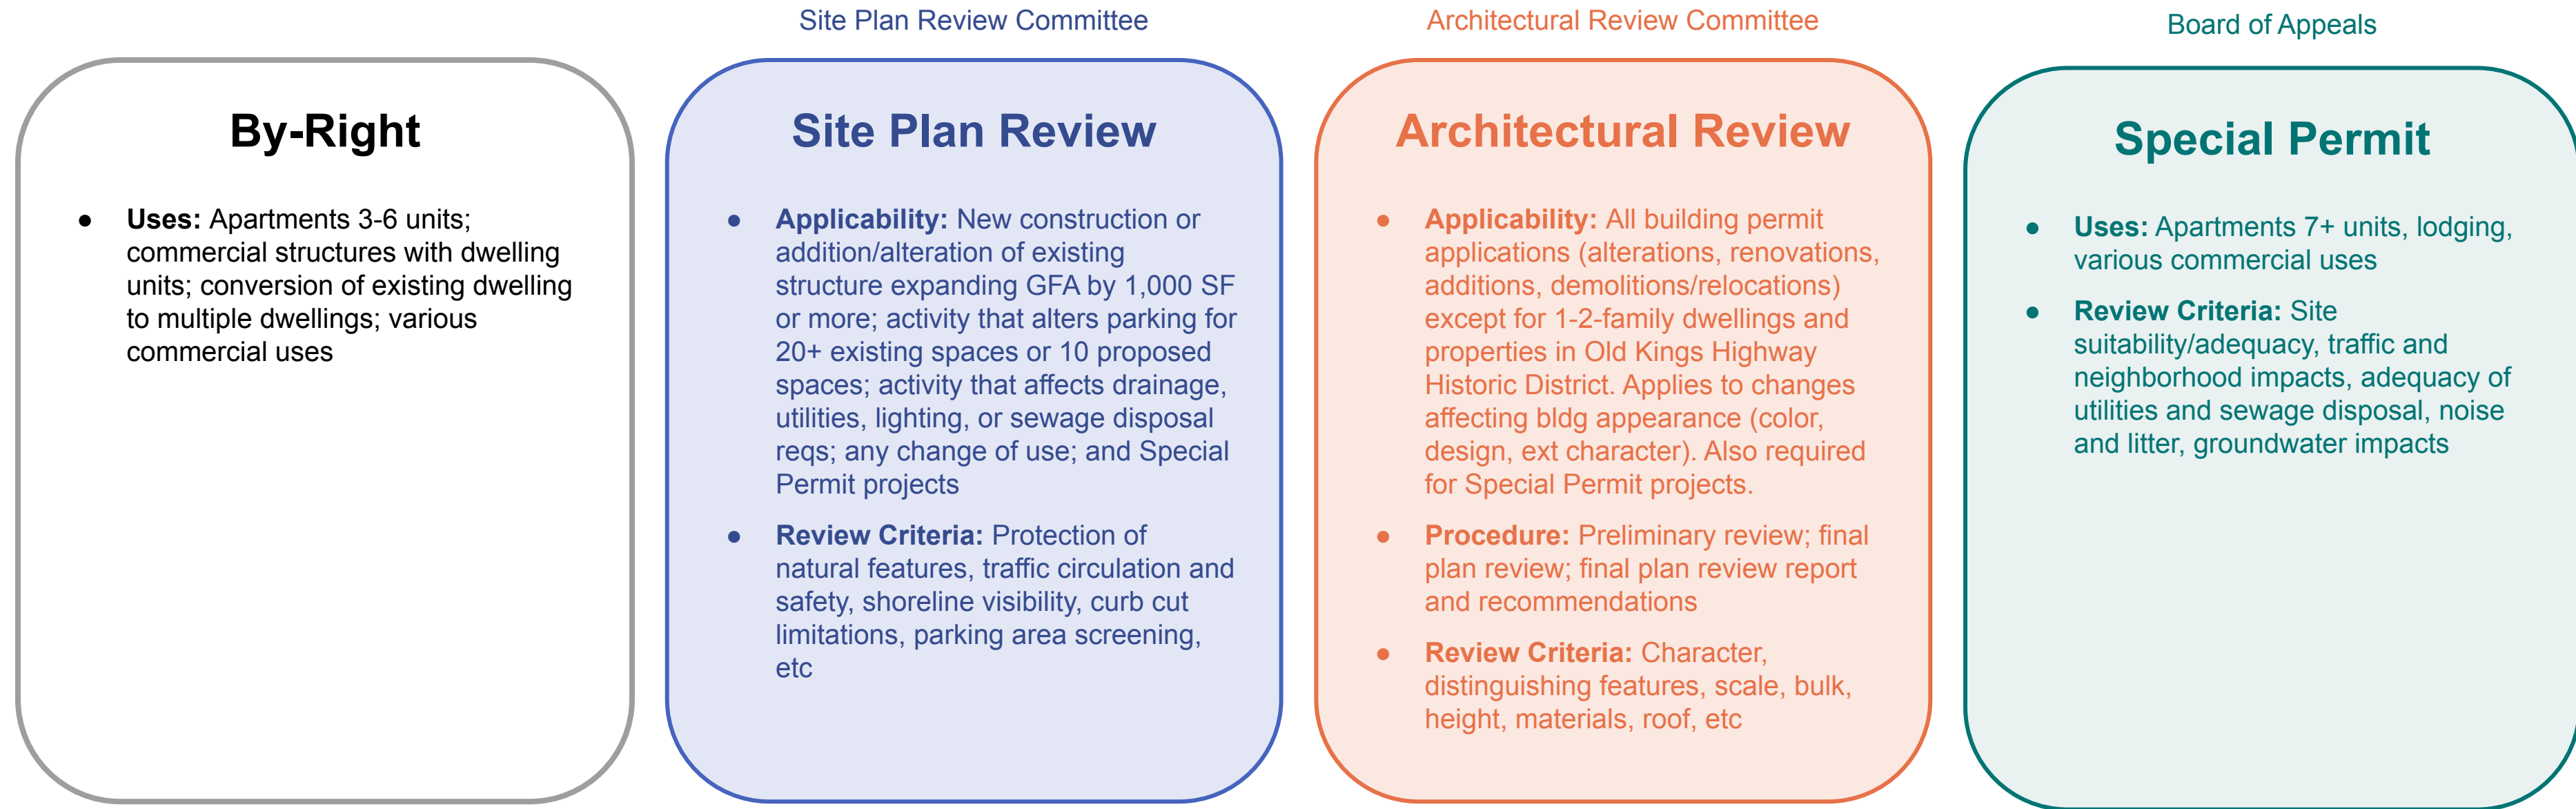 Site Plan Review Committee
Architectural Review Committee
Board of Appeals
By-Right
● Uses: Apartments 3-6 units;
commercial structures with dwelling
units; conversion of existing dwelling
to multiple dwellings; various
commercial uses
Site Plan Review
● Applicability: New construction or
addition/alteration of existing
structure expanding GFA by 1,000 SF
or more; activity that alters parking for
20+ existing spaces or 10 proposed
spaces; activity that affects drainage,
utilities, lighting, or sewage disposal
reqs; any change of use; and Special
Permit projects
● Review Criteria: Protection of
natural features, traffic circulation and
safety, shoreline visibility, curb cut
limitations, parking area screening,
etc
Architectural Review
● Applicability: All building permit
applications (alterations, renovations,
additions, demolitions/relocations)
except for 1-2-family dwellings and
properties in Old Kings Highway
Historic District. Applies to changes
affecting bldg appearance (color,
design, ext character). Also required
for Special Permit projects.
● Procedure: Preliminary review; final
plan review; final plan review report
and recommendations
● Review Criteria: Character,
distinguishing features, scale, bulk,
height, materials, roof, etc
Special Permit
● Uses: Apartments 7+ units, lodging,
various commercial uses
● Review Criteria: Site
suitability/adequacy, traffic and
neighborhood impacts, adequacy of
utilities and sewage disposal, noise
and litter, groundwater impacts